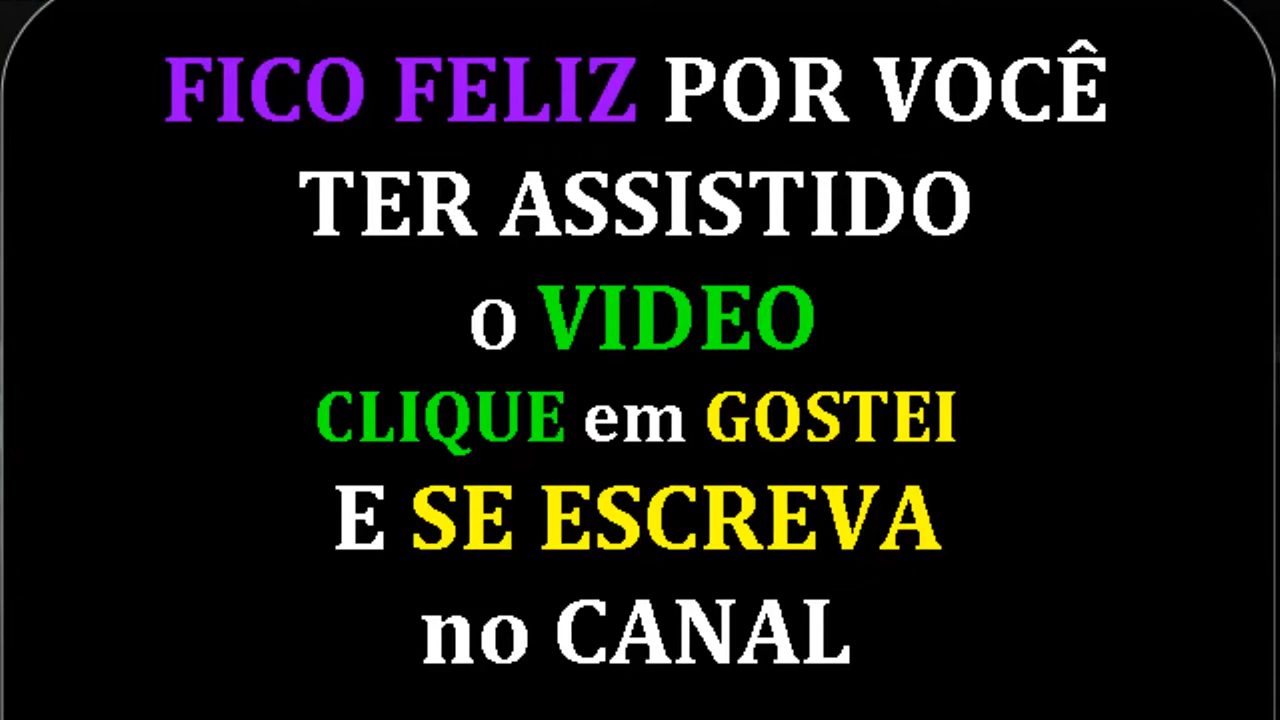 FICO FELIZ POR VOCÊ
TER ASSISTIDO
o VIDEO
CLIQUE em GOSTEI
E SE ESCREVA
no CANAL